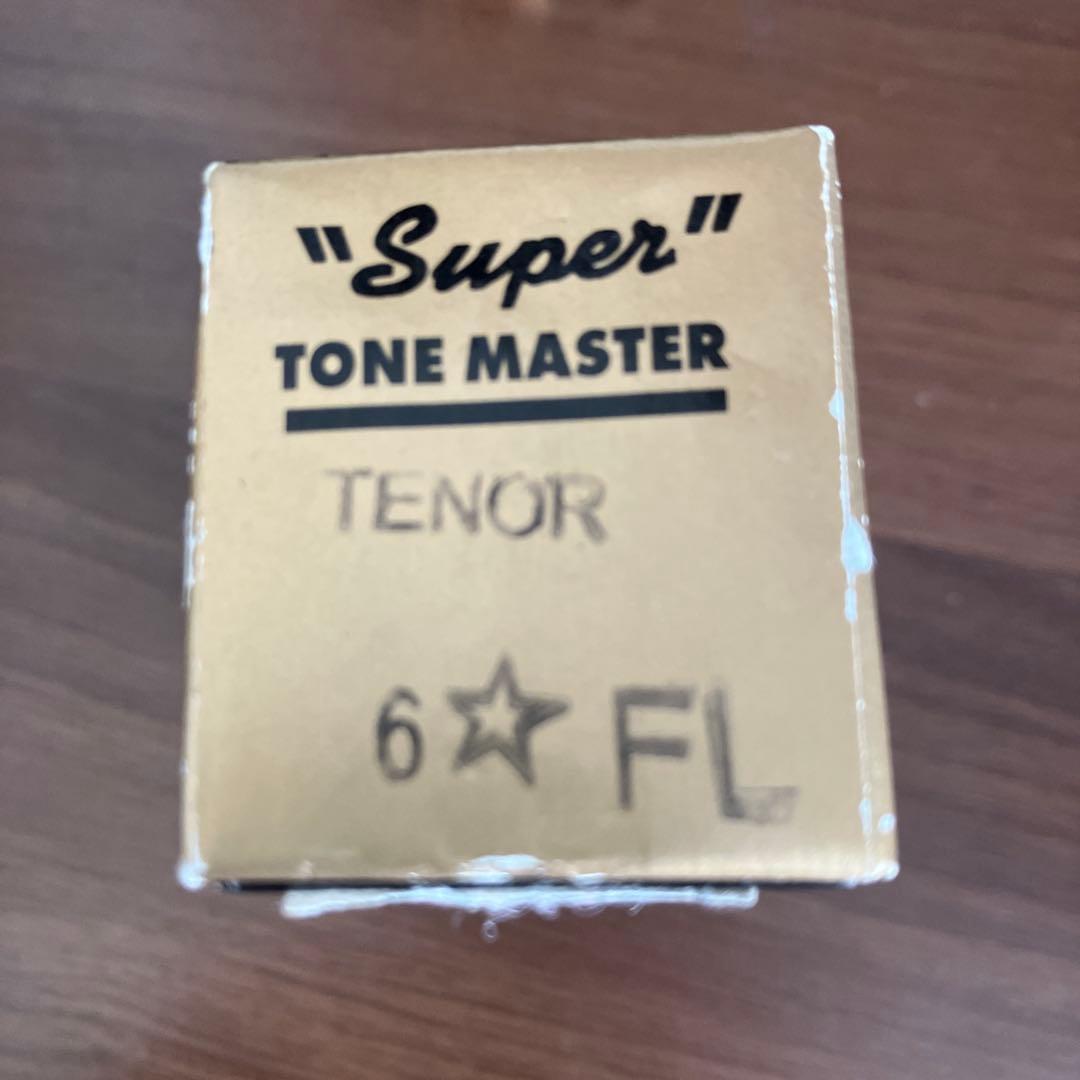 "Super"
TONE MASTER
TENOR
6☆ FL